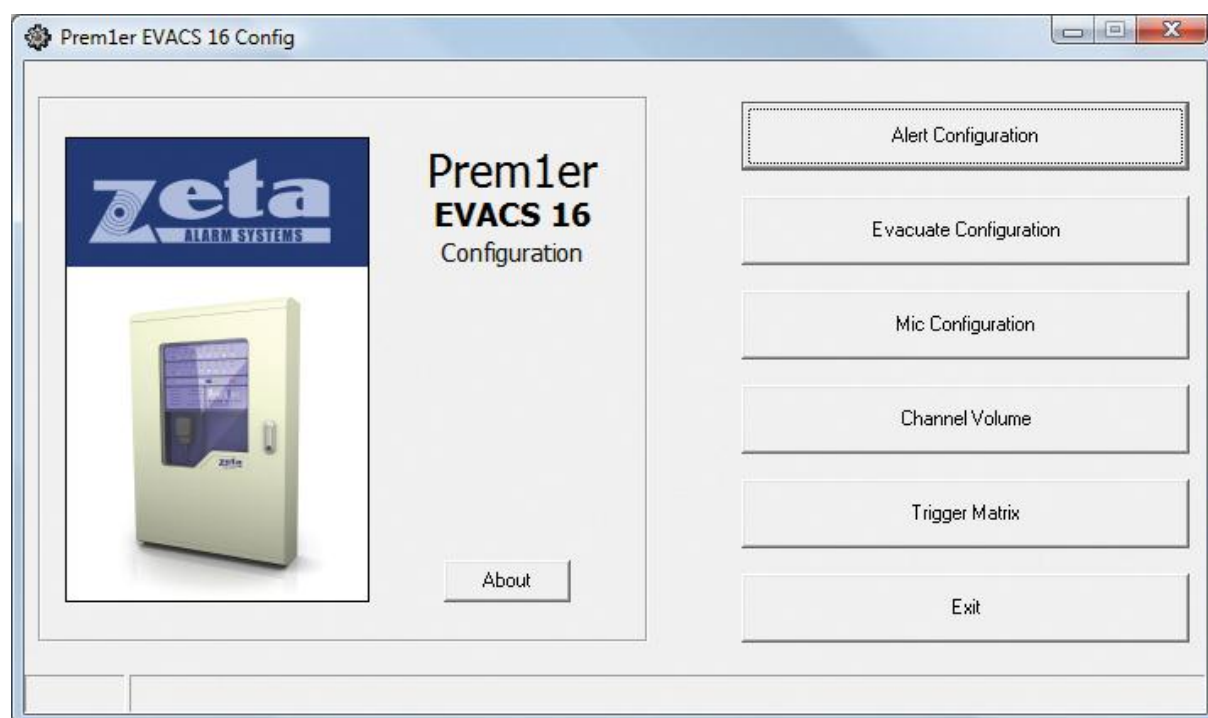 Prem1er EVACS 16 Config
zeta
ALARM SYSTEMS
Prem1er
EVACS 16
Configuration
zeta
About
Alert Configuration
Evacuate Configuration
Mic Configuration
Channel Volume
Trigger Matrix
Exit